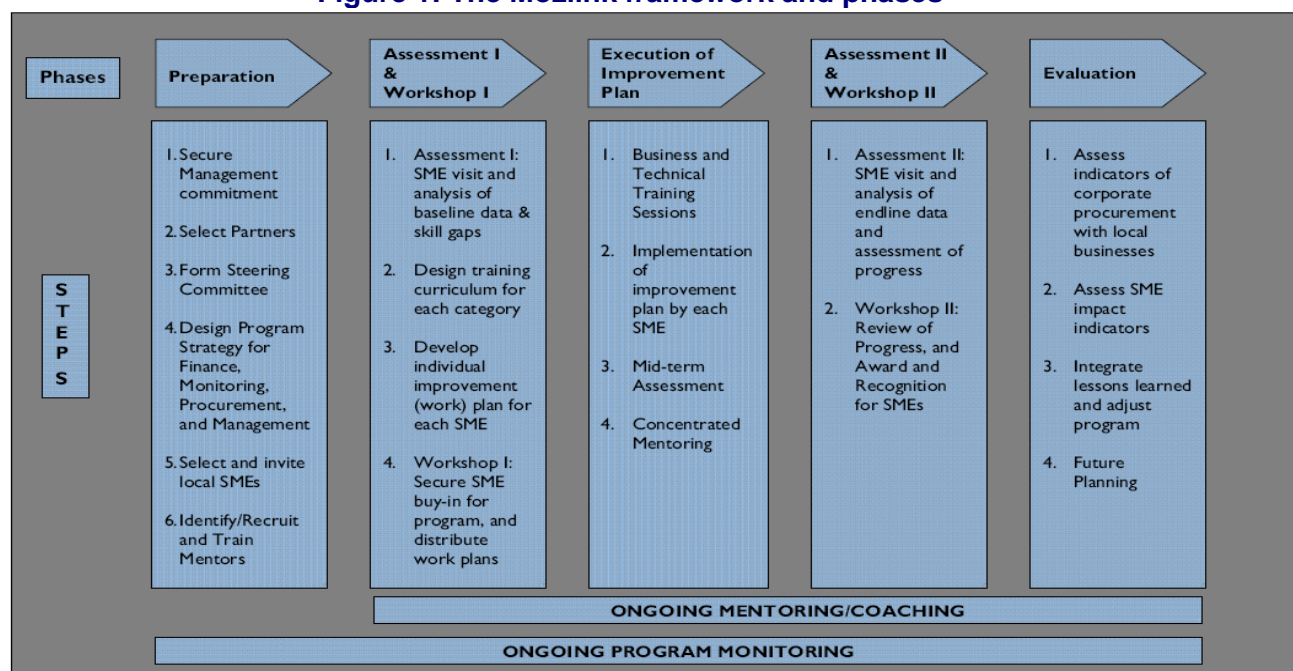 Figure 1: The Mozlink framework and phases
Phases
Preparation
Assessment I
&
Workshop I
Execution of
Improvement
Plan
Assessment II
&
Workshop II
Evaluation
S
T
E
P
S
1. Secure
Management
commitment
2. Select Partners
3. Form Steering
Committee
4. Design Program
Strategy for
Finance,
Monitoring,
Procurement,
and Management
5. Select and invite
local SMEs
6. Identify/Recruit
and Train
Mentors
1. Assessment I:
SME visit and
analysis of
baseline data &
skill gaps
2. Design training
curriculum for
each category
3. Develop
individual
improvement
(work) plan for
each SME
4. Workshop I:
Secure SME
buy-in for
program, and
distribute
work plans
1. Business and
Technical
Training
Sessions
2. Implementation
of
improvement
plan by each
SME
3. Mid-term
Assessment
4. Concentrated
Mentoring
1. Assessment II:
SME visit and
analysis of
endline data
and
assessment of
progress
2. Workshop II:
Review of
Progress, and
Award and
Recognition
for SMEs
1. Assess
indicators of
corporate
procurement
with local
businesses
2. Assess SME
impact
indicators
3. Integrate
lessons learned
and adjust
program
4. Future
Planning
ONGOING MENTORING/COACHING
ONGOING PROGRAM MONITORING